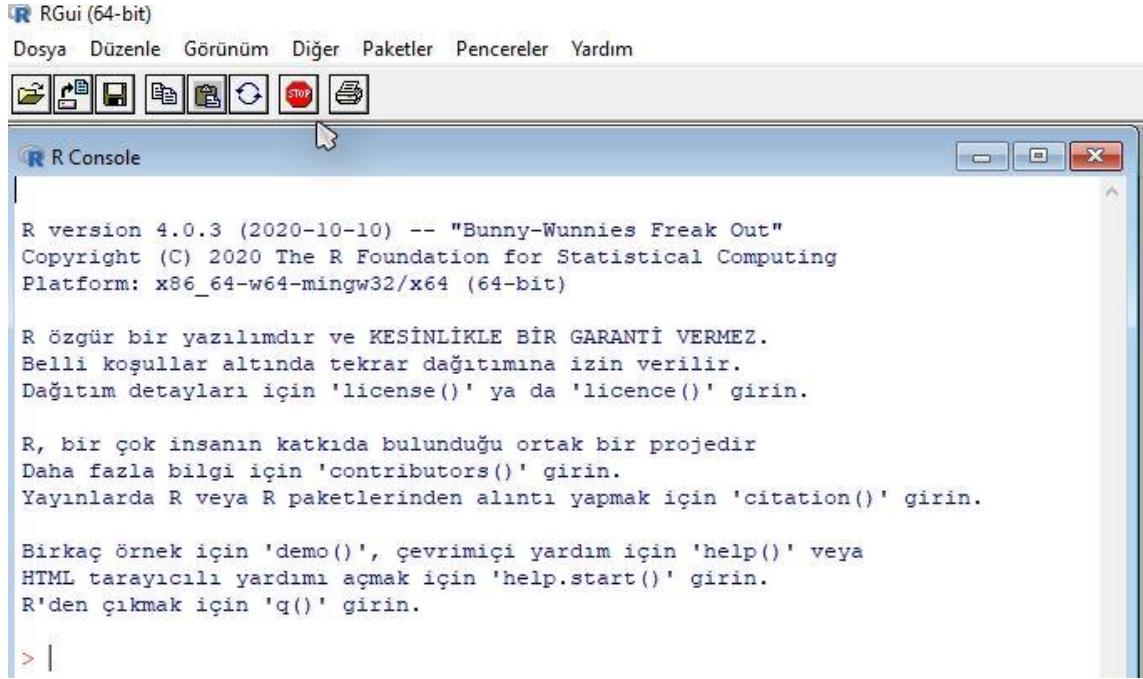 RGui (64-bit)
Dosya Düzenle Görünüm Diğer Paketler Pencereler Yardım
STOP
R Console
R version 4.0.3 (2020-10-10) -- "Bunny-Wunnies Freak Out"
Copyright (C) 2020 The R Foundation for Statistical Computing
Platform: x86_64-w64-mingw32/x64 (64-bit)
R özgür bir yazılımdır ve KESİNLİKLE BİR GARANTİ VERMEZ.
Belli koşullar altında tekrar dağıtımına izin verilir.
Dağıtım detayları için 'license()' ya da 'licence()' girin.
R, bir çok insanın katkıda bulunduğu ortak bir projedir
Daha fazla bilgi için 'contributors()' girin.
Yayınlarda R veya R paketlerinden alıntı yapmak için 'citation()' girin.
Birkaç örnek için 'demo()', çevrimiçi yardım için 'help()' veya
HTML tarayıcılı yardımı açmak için 'help.start()' girin.
R'den çıkmak için 'q()' girin.
>